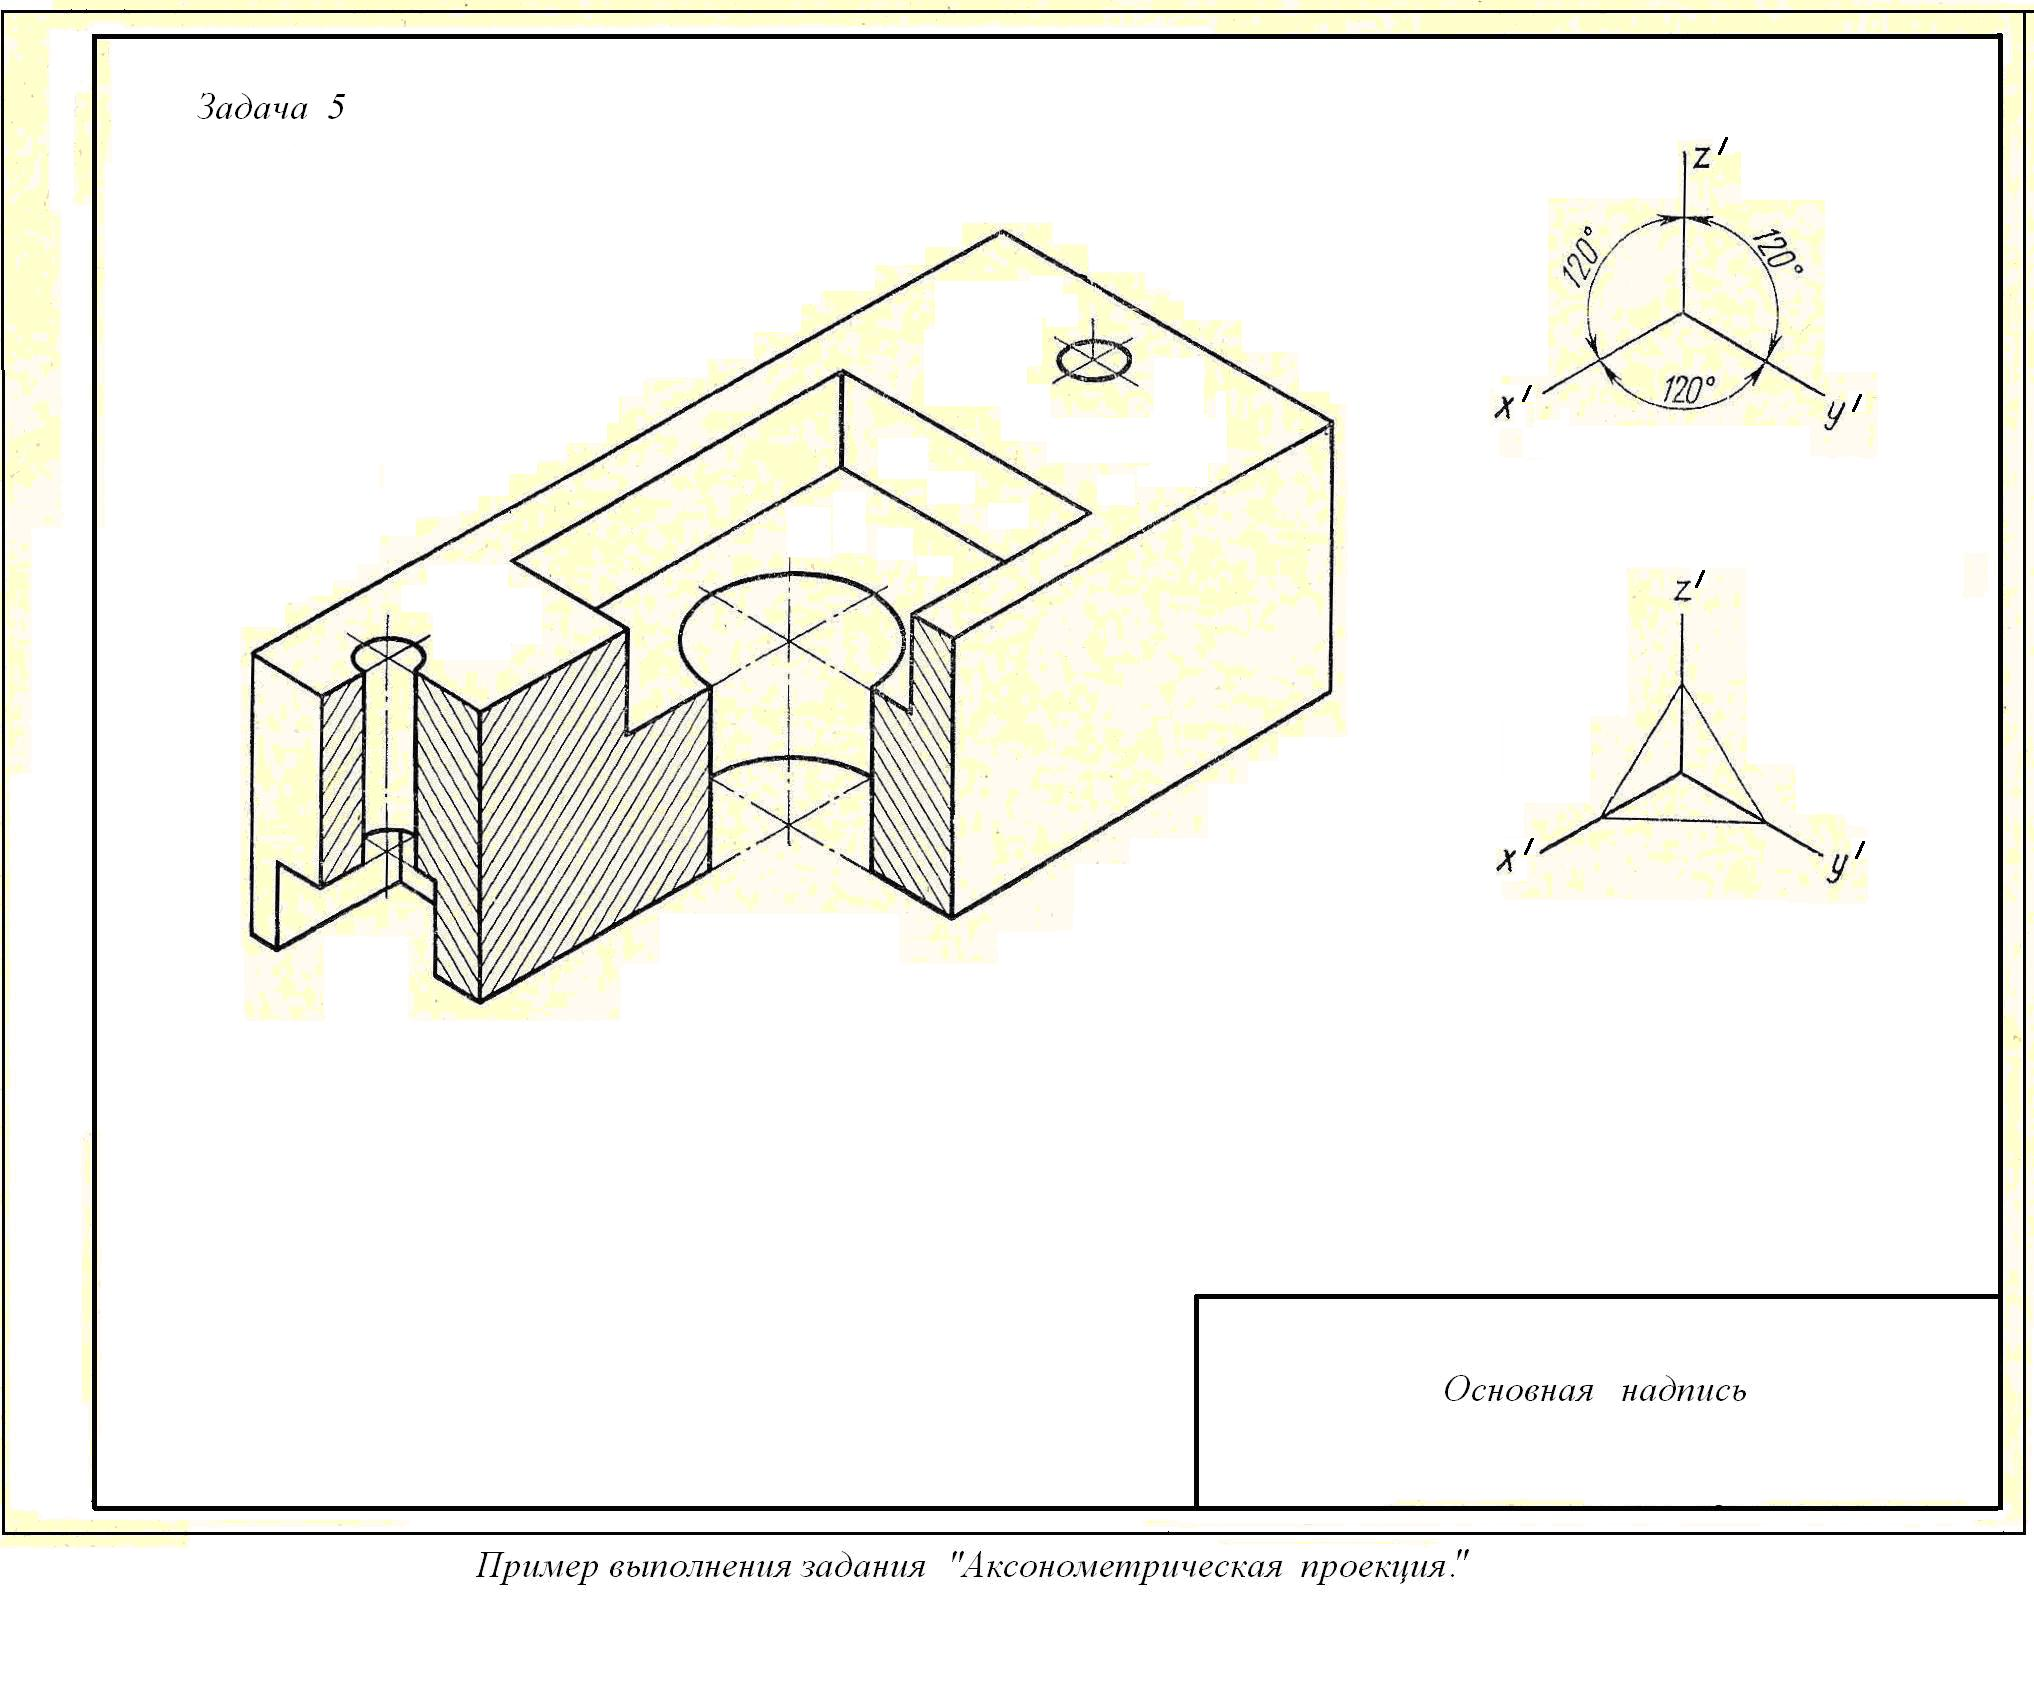 Задача 5
z'
120°
120°
120°
x'
y'
z'
x'
y'
Основная надпись
Пример выполнения задания "Аксонометрическая проекция."